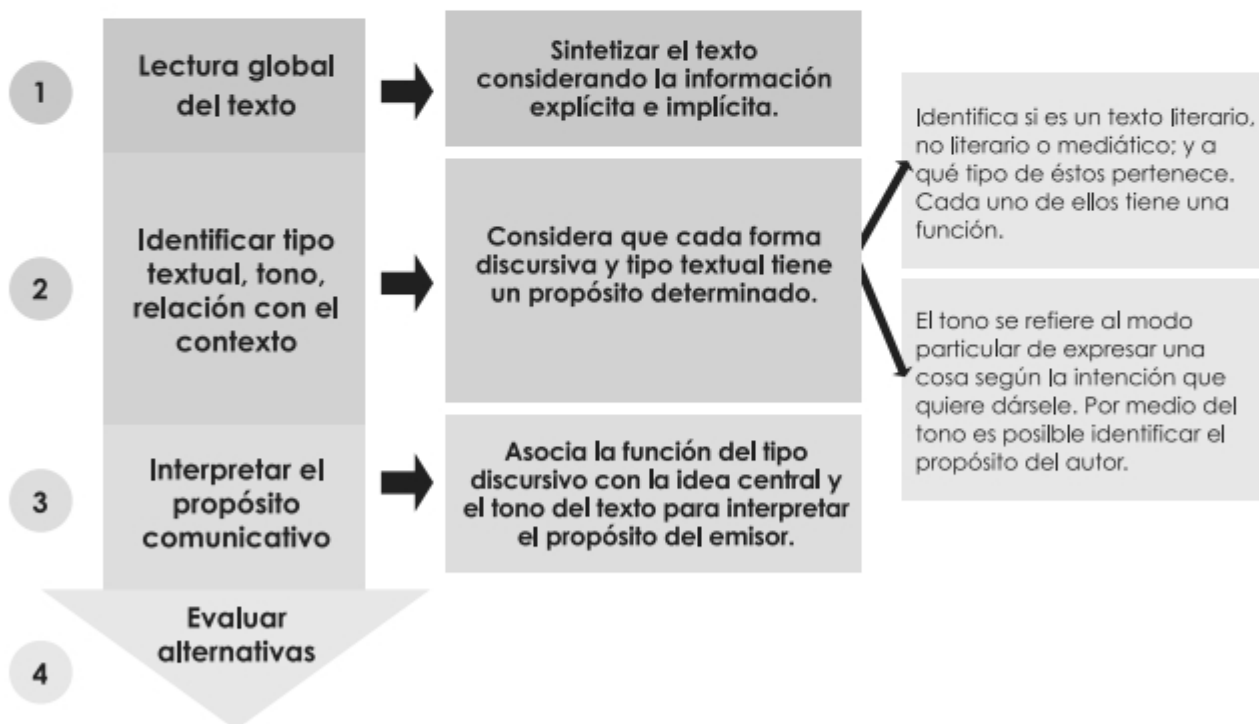 1
Lectura global
del texto
Sintetizar el texto
considerando la información
explícita e implícita.
2
Identificar tipo
textual, tono,
relación con el
contexto
Considera que cada forma
discursiva y tipo textual tiene
un propósito determinado.
Identifica si es un texto literario,
no literario o mediático; y a
qué tipo de éstos pertenece.
Cada uno de ellos tiene una
función.
El tono se refiere al modo
particular de expresar una
cosa según la intención que
quiere dársele. Por medio del
tono es posilble identificar el
propósito del autor.
3
Interpretar el
propósito
comunicativo
Asocia la función del tipo
discursivo con la idea central y
el tono del texto para interpretar
el propósito del emisor.
4
Evaluar
alternativas